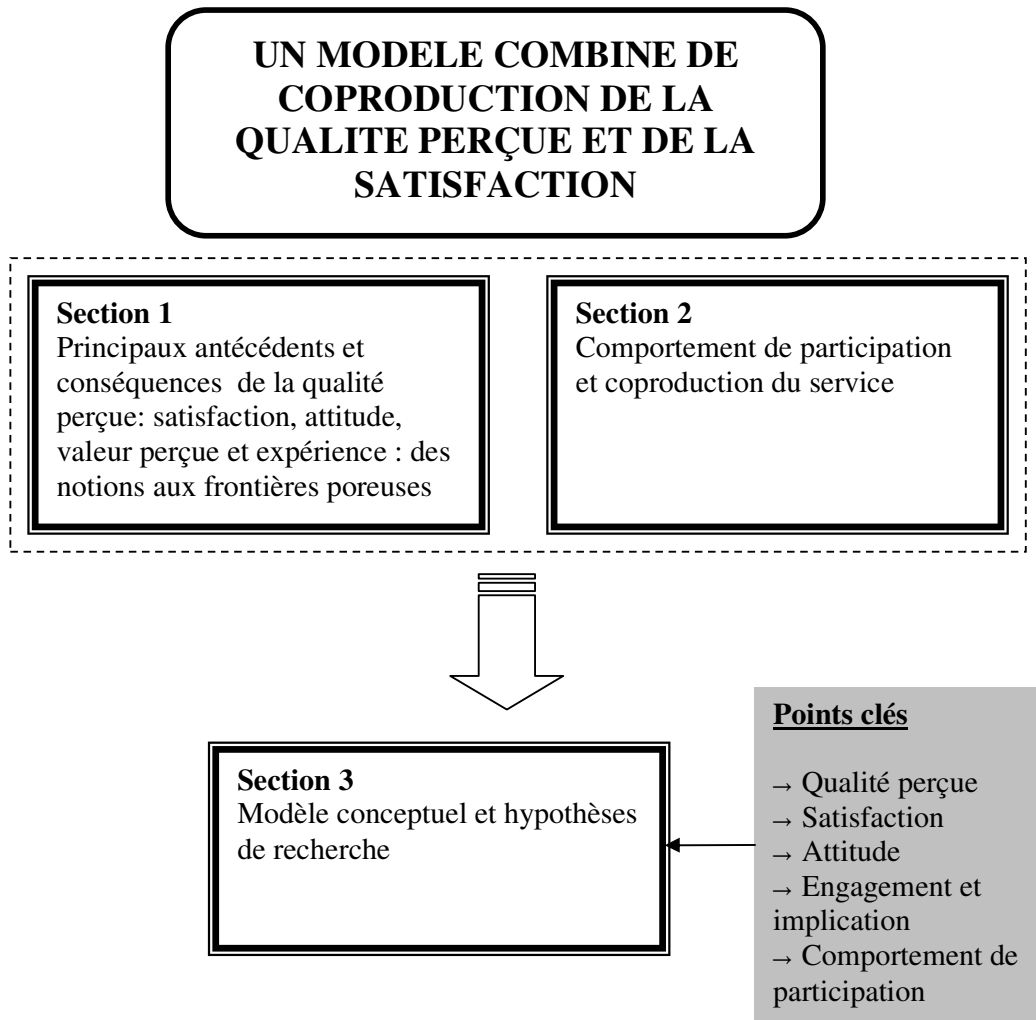 UN MODELE COMBINE DE
COPRODUCTION DE LA
QUALITE PERÇUE ET DE LA
SATISFACTION
Section 1
Principaux antécédents et
conséquences  de la qualité
perçue: satisfaction, attitude,
valeur perçue et expérience : des
notions aux frontières poreuses
Section 2
Comportement de participation
et coproduction du service
Section 3
Modèle conceptuel et hypothèses
de recherche
Points clés
→ Qualité perçue
→ Satisfaction
→ Attitude
→ Engagement et
implication
→ Comportement de
participation